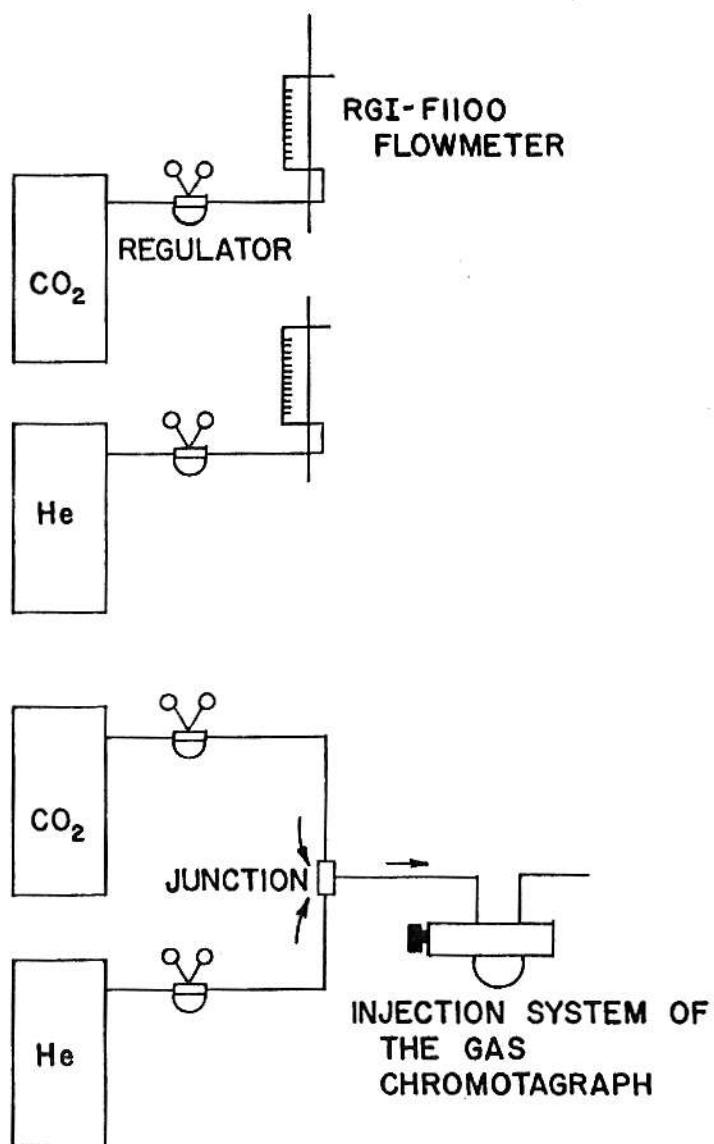 RGI-F1100
FLOWMETER
REGULATOR
CO2
He
CO2
JUNCTION
He
INJECTION SYSTEM OF
THE GAS
CHROMOTAGRAPH